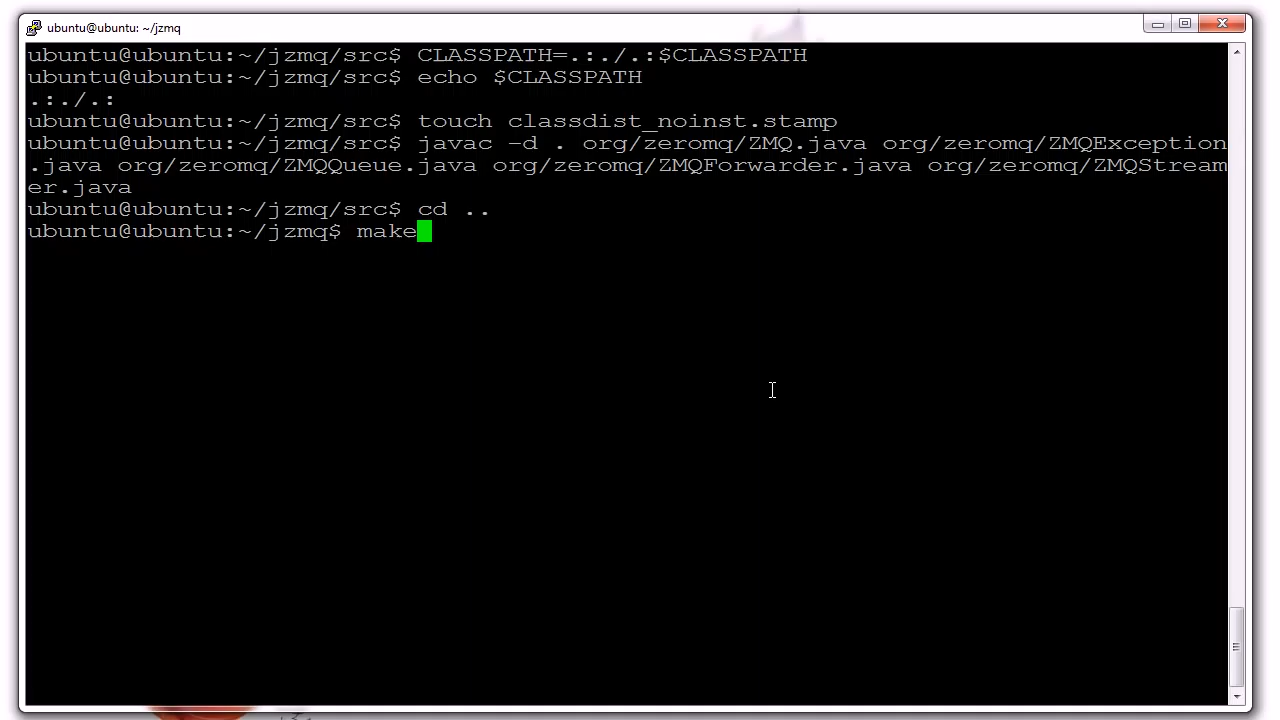 ubuntu@ubuntu: ~/jzmq
ubuntu@ubuntu:~/jzmq/src$ CLASSPATH=.:./.:$CLASSPATH
ubuntu@ubuntu:~/jzmq/src$ echo $CLASSPATH
.:./.:
ubuntu@ubuntu:~/jzmq/src$ touch classdist_noinst.stamp
ubuntu@ubuntu:~/jzmq/src$ javac -d . org/zeromq/ZMQ.java org/zeromq/ZMQException
.java org/zeromq/ZMQQueue.java org/zeromq/ZMQForwarder.java org/zeromq/ZMQStream
er.java
ubuntu@ubuntu:~/jzmq/src$ cd ..
ubuntu@ubuntu:~/jzmq$ make